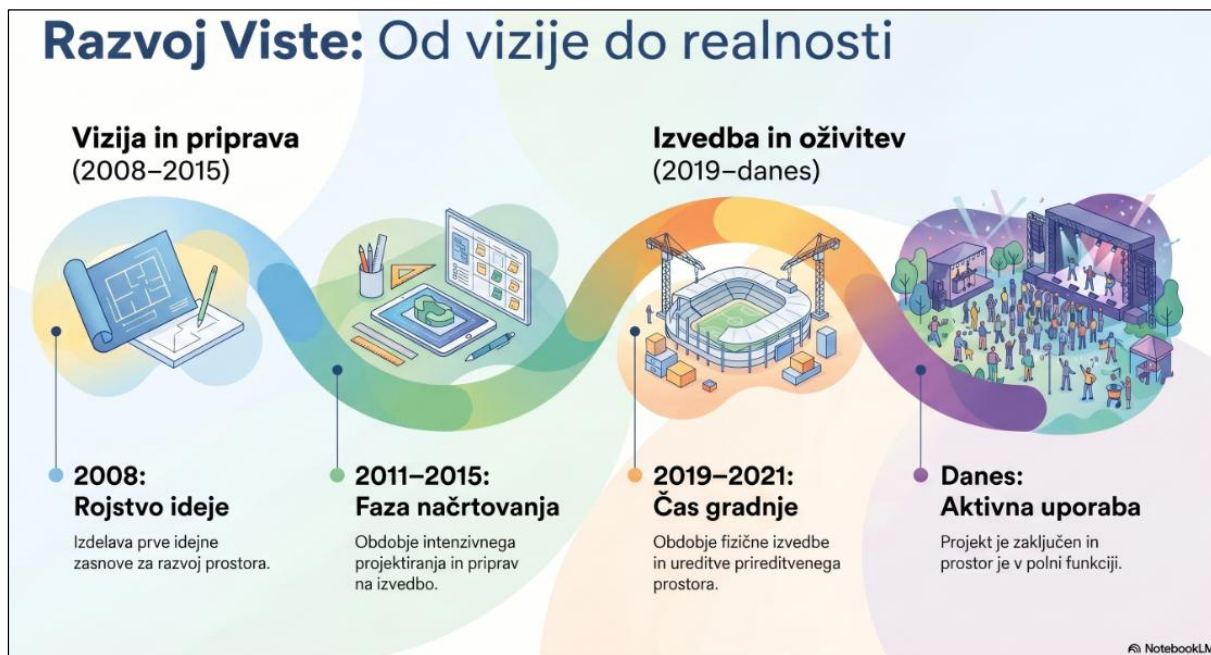 Razvoj Viste: Od vizije do realnosti
Vizija in priprava
(2008–2015)
Izvedba in oživitev
(2019–danes)
2008:
Rojstvo ideje
Izdelava prve idejne
zasnove za razvoj prostora.
2011–2015:
Faza načrtovanja
Obdobje intenzivnega
projektiranja in priprav
na izvedbo.
2019–2021:
Čas gradnje
Obdobje fizične izvedbe
in ureditve prireditvenega
prostora.
Danes:
Aktivna uporaba
Projekt je zaključen in
prostor je v polni funkciji.
NotebookLM